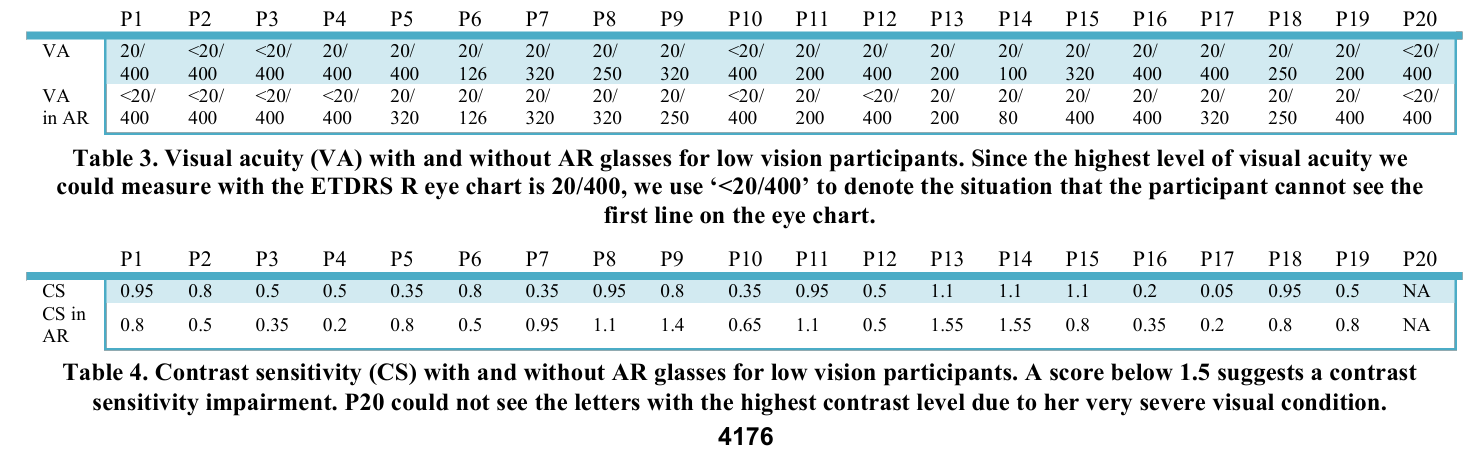 P1 P2 P3 P4 P5 P6 P7 P8 P9 P10 P11 P12 P13 P14 P15 P16 P17 P18 P19 P20
VA 20/ <20/ <20/ 20/ 20/ 20/ 20/ 20/ 20/ <20/ 20/ 20/ 20/ 20/ 20/ 20/ 20/ 20/ 20/ <20/
400 400 400 400 400 126 320 250 320 400 200 400 200 100 320 400 400 250 200 400
VA <20/ <20/ <20/ <20/ 20/ 20/ 20/ 20/ 20/ <20/ 20/ <20/ 20/ 20/ 20/ 20/ 20/ 20/ 20/ <20/
in AR 400 400 400 400 320 126 320 320 250 400 200 400 200 80 400 400 320 250 400 400
Table 3. Visual acuity (VA) with and without AR glasses for low vision participants. Since the highest level of visual acuity we
could measure with the ETDRS R eye chart is 20/400, we use ‘<20/400’ to denote the situation that the participant cannot see the
first line on the eye chart.
P1 P2 P3 P4 P5 P6 P7 P8 P9 P10 P11 P12 P13 P14 P15 P16 P17 P18 P19 P20
CS 0.95 0.8 0.5 0.5 0.35 0.8 0.35 0.95 0.8 0.35 0.95 0.5 1.1 1.1 1.1 0.2 0.05 0.95 0.5 NA
CS in
AR 0.8 0.5 0.35 0.2 0.8 0.5 0.95 1.1 1.4 0.65 1.1 0.5 1.55 1.55 0.8 0.35 0.2 0.8 0.8 NA
Table 4. Contrast sensitivity (CS) with and without AR glasses for low vision participants. A score below 1.5 suggests a contrast
sensitivity impairment. P20 could not see the letters with the highest contrast level due to her very severe visual condition.
4176